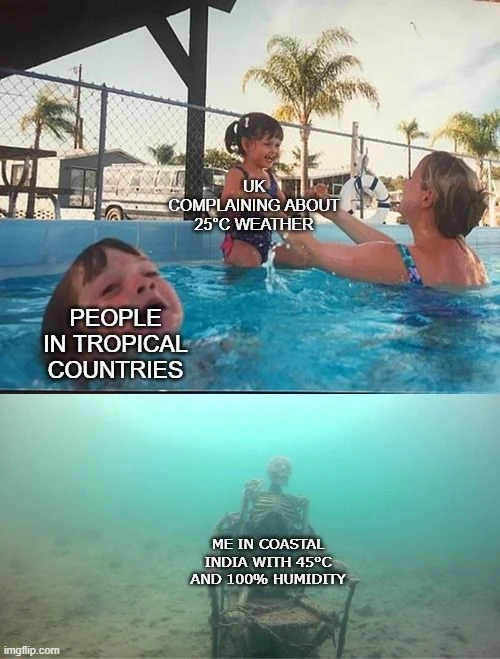 UK
COMPLAINING ABOUT
25°C WEATHER
PEOPLE
IN TROPICAL
COUNTRIES
ME IN COASTAL
INDIA WITH 45°C
AND 100% HUMIDITY
imgflip.com